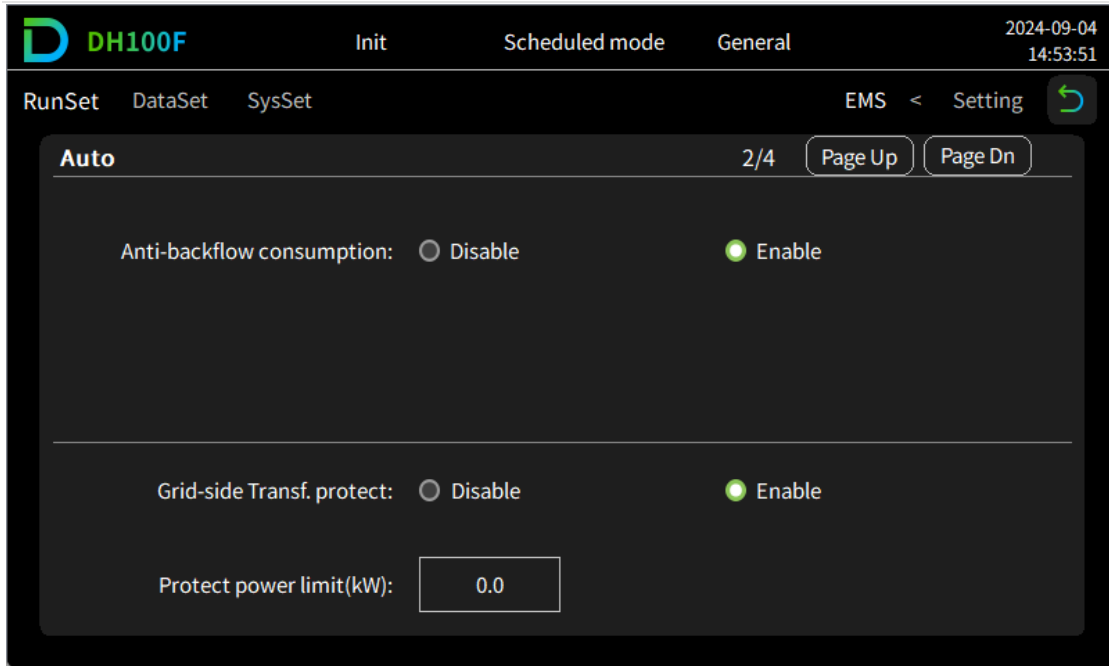 DH100F Init Scheduled mode General 2024-09-04
14:53:51
RunSet DataSet SysSet EMS < Setting
Auto 2/4 Page Up Page Dn
Anti-backflow consumption: Disable Enable
Grid-side Transf. protect: Disable Enable
Protect power limit(kW): 0.0